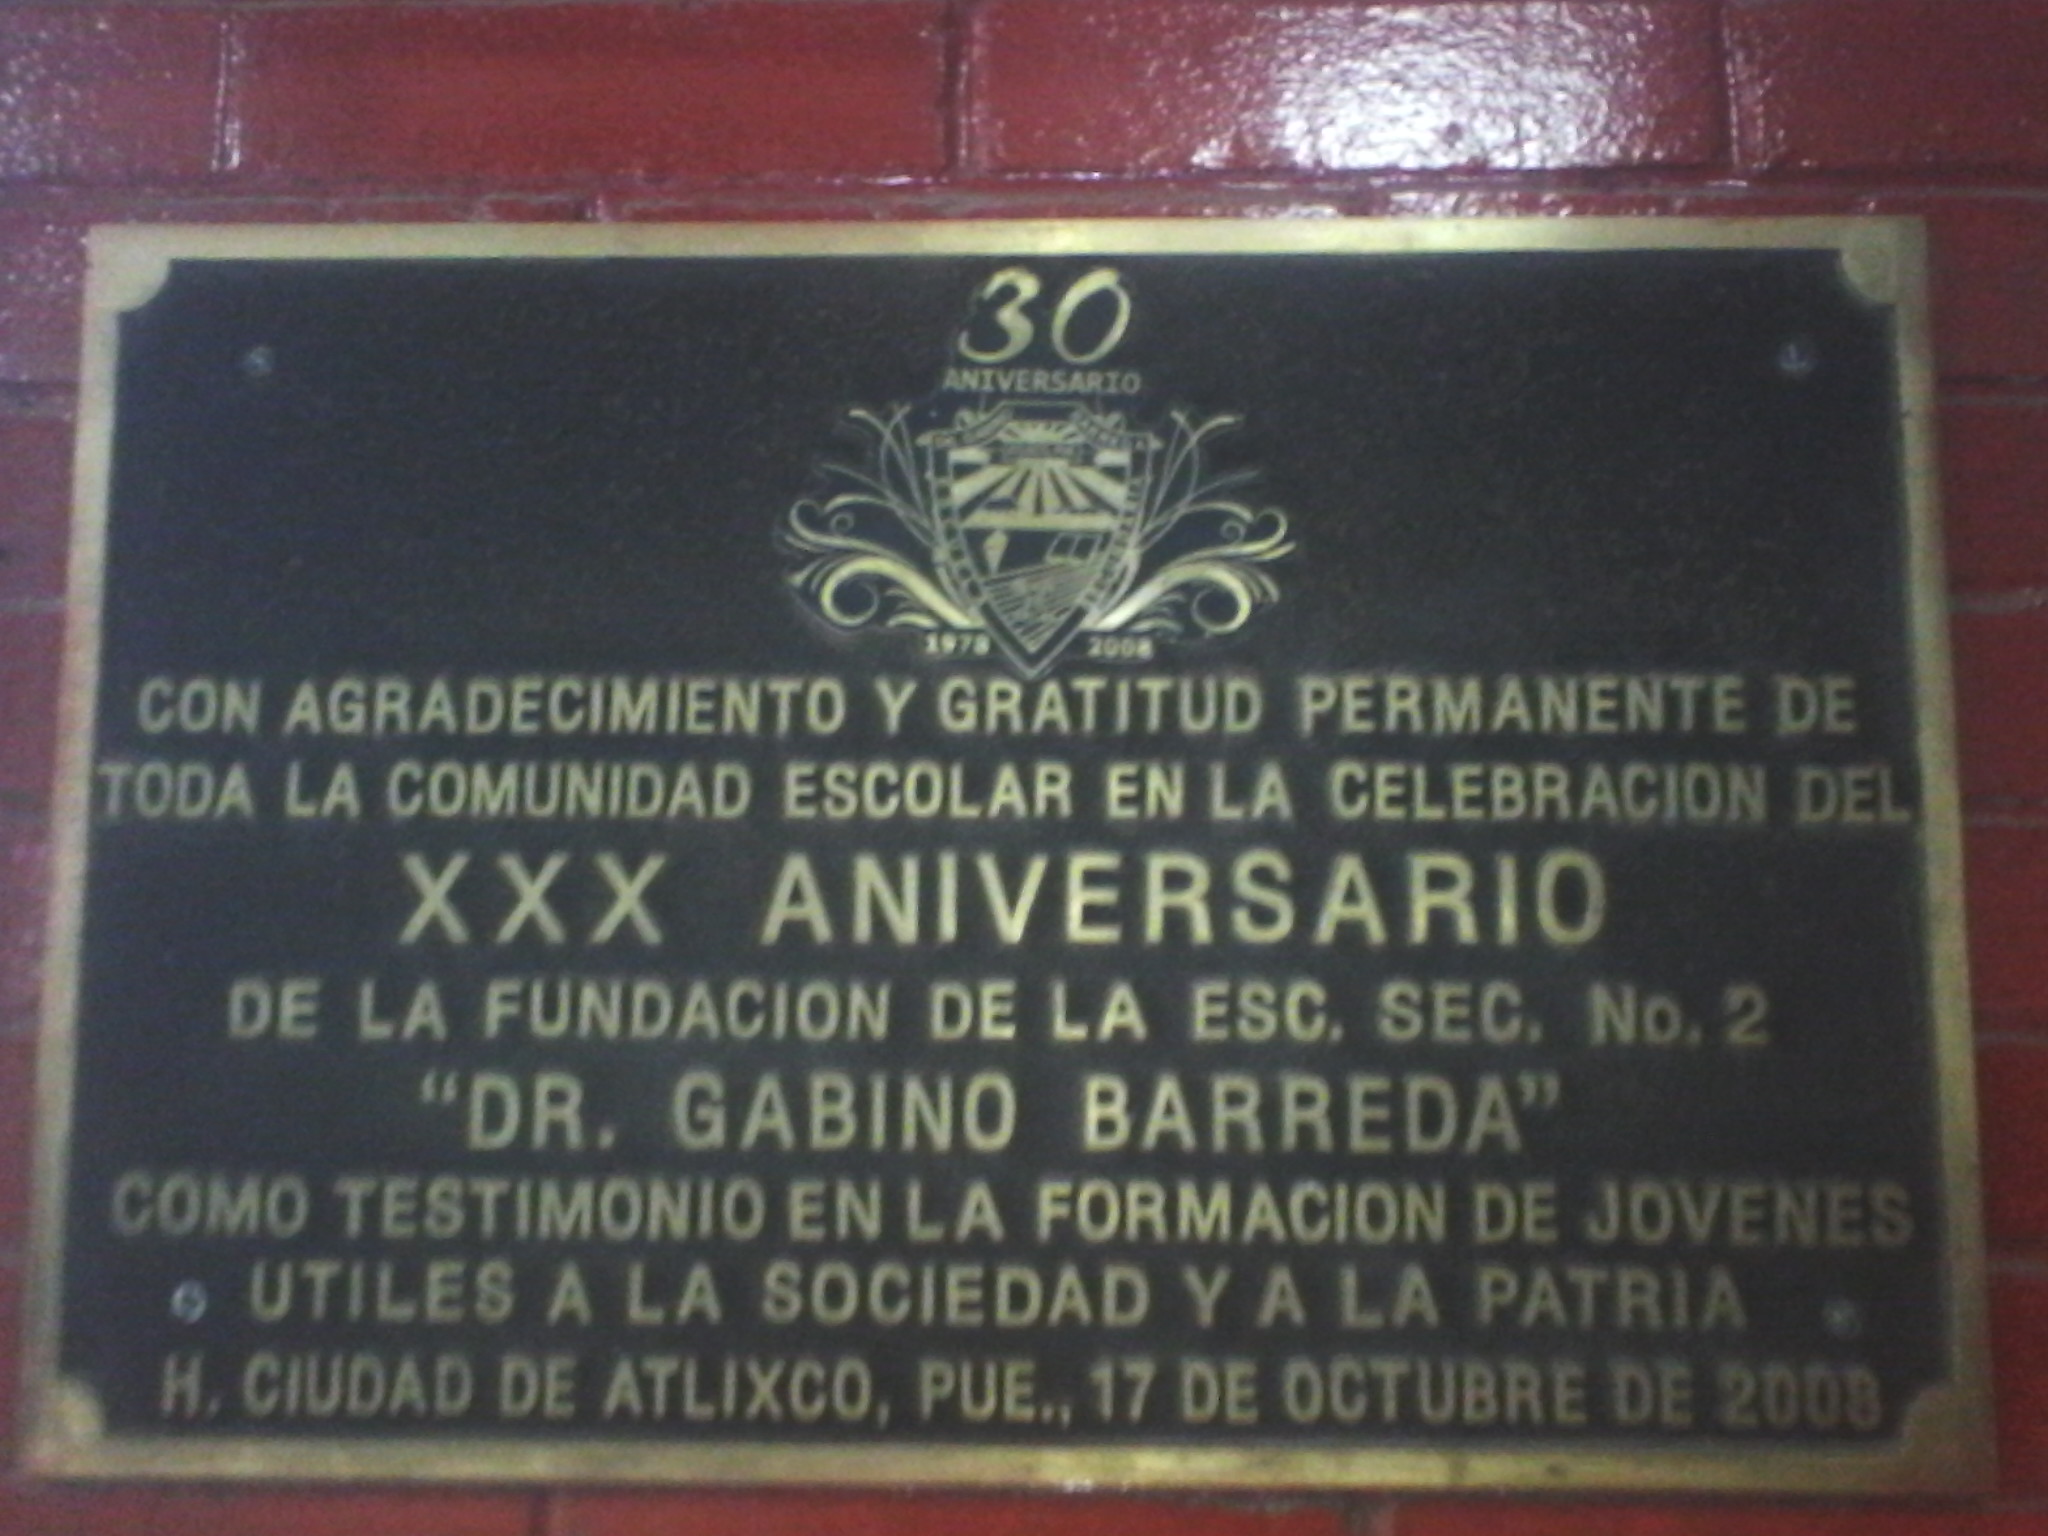 30
ANIVERSARIO
1978 2008
CON AGRADECIMIENTO Y GRATITUD PERMANENTE DE
TODA LA COMUNIDAD ESCOLAR EN LA CELEBRACION DEL
XXX ANIVERSARIO
DE LA FUNDACION DE LA ESC. SEC. No. 2
“DR. GABINO BARREDA”
COMO TESTIMONIO EN LA FORMACION DE JOVENES
UTILES A LA SOCIEDAD Y A LA PATRIA
H. CIUDAD DE ATLIXCO, PUE., 17 DE OCTUBRE DE 2008